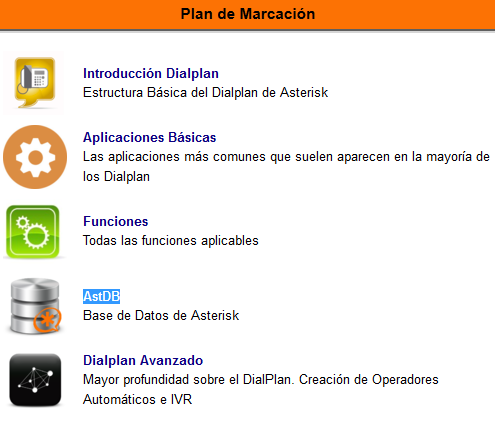 Plan de Marcación
Introducción Dialplan
Estructura Básica del Dialplan de Asterisk
Aplicaciones Básicas
Las aplicaciones más comunes que suelen aparecen en la mayoría de
los Dialplan
Funciones
Todas las funciones aplicables
AstDB
Base de Datos de Asterisk
Dialplan Avanzado
Mayor profundidad sobre el DialPlan. Creación de Operadores
Automáticos e IVR